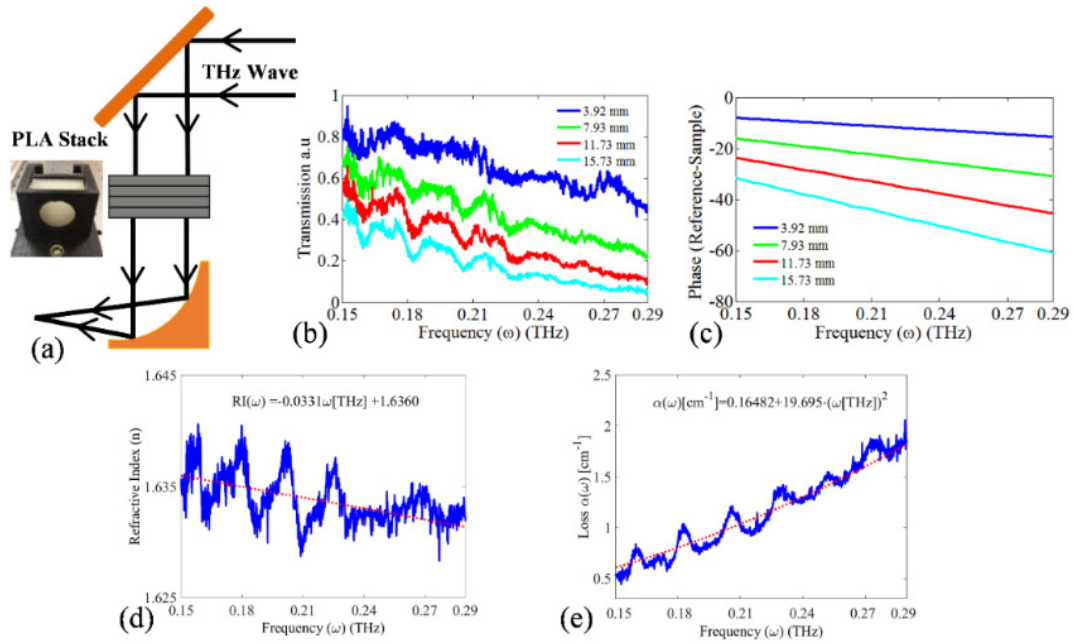 (a)
THz Wave
PLA Stack
Transmission a.u
1
0.8
0.6
0.4
0.2
0
3.92 mm
7.93 mm
11.73 mm
15.73 mm
0.15
0.18
0.21
0.24
0.27
0.29
Frequency (ω) (THz)
(b)
Phase (Reference-Sample)
0
-20
-40
-60
-80
3.92 mm
7.93 mm
11.73 mm
15.73 mm
0.15
0.18
0.21
0.24
0.27
0.29
Frequency (ω) (THz)
(c)
Refractive Index (n)
1.645
1.635
1.625
RI(ω) =-0.0331ω[THz] +1.6360
0.15
0.18
0.21
0.24
0.27
0.29
Frequency (ω) (THz)
(d)
Loss α(ω) [cm⁻¹]
2.5
2
1.5
1
0.5
α(ω)[cm⁻¹]=0.16482+19.695·(ω[THz])²
0.15
0.18
0.21
0.24
0.27
0.29
Frequency (ω) (THz)
(e)